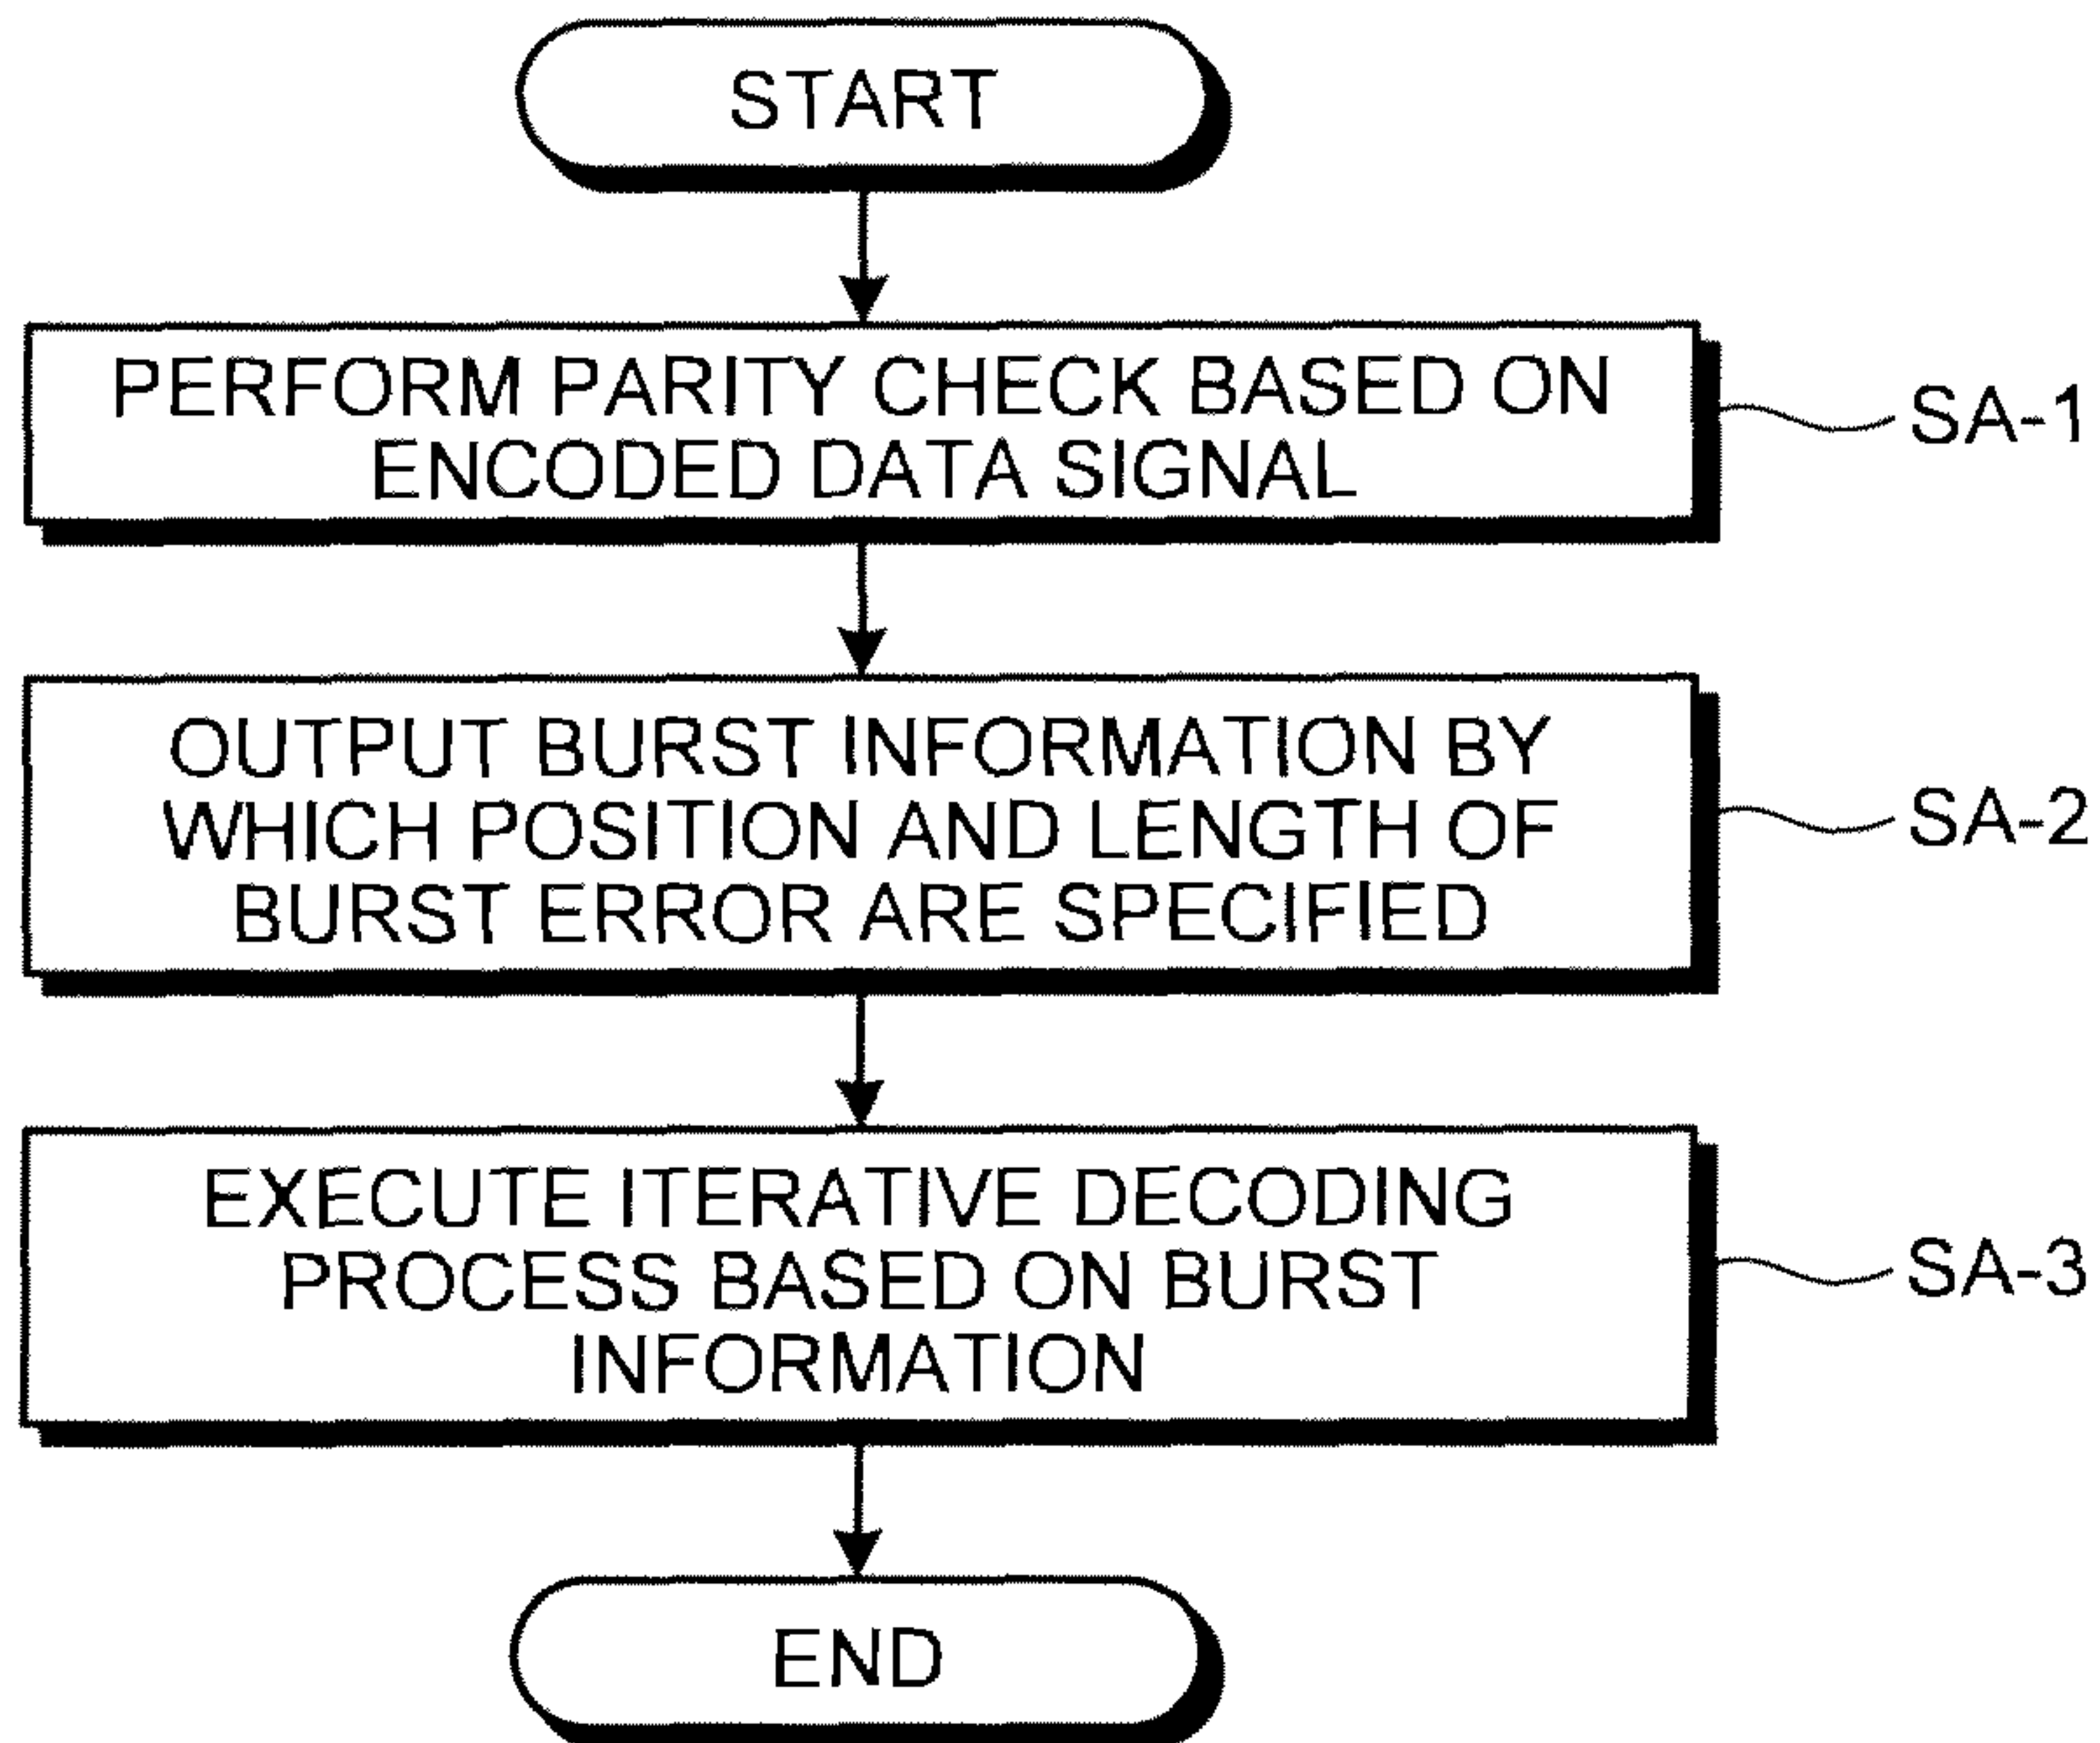 START
PERFORM PARITY CHECK BASED ON
ENCODED DATA SIGNAL
SA-1
OUTPUT BURST INFORMATION BY
WHICH POSITION AND LENGTH OF
BURST ERROR ARE SPECIFIED
SA-2
EXECUTE ITERATIVE DECODING
PROCESS BASED ON BURST
INFORMATION
SA-3
END